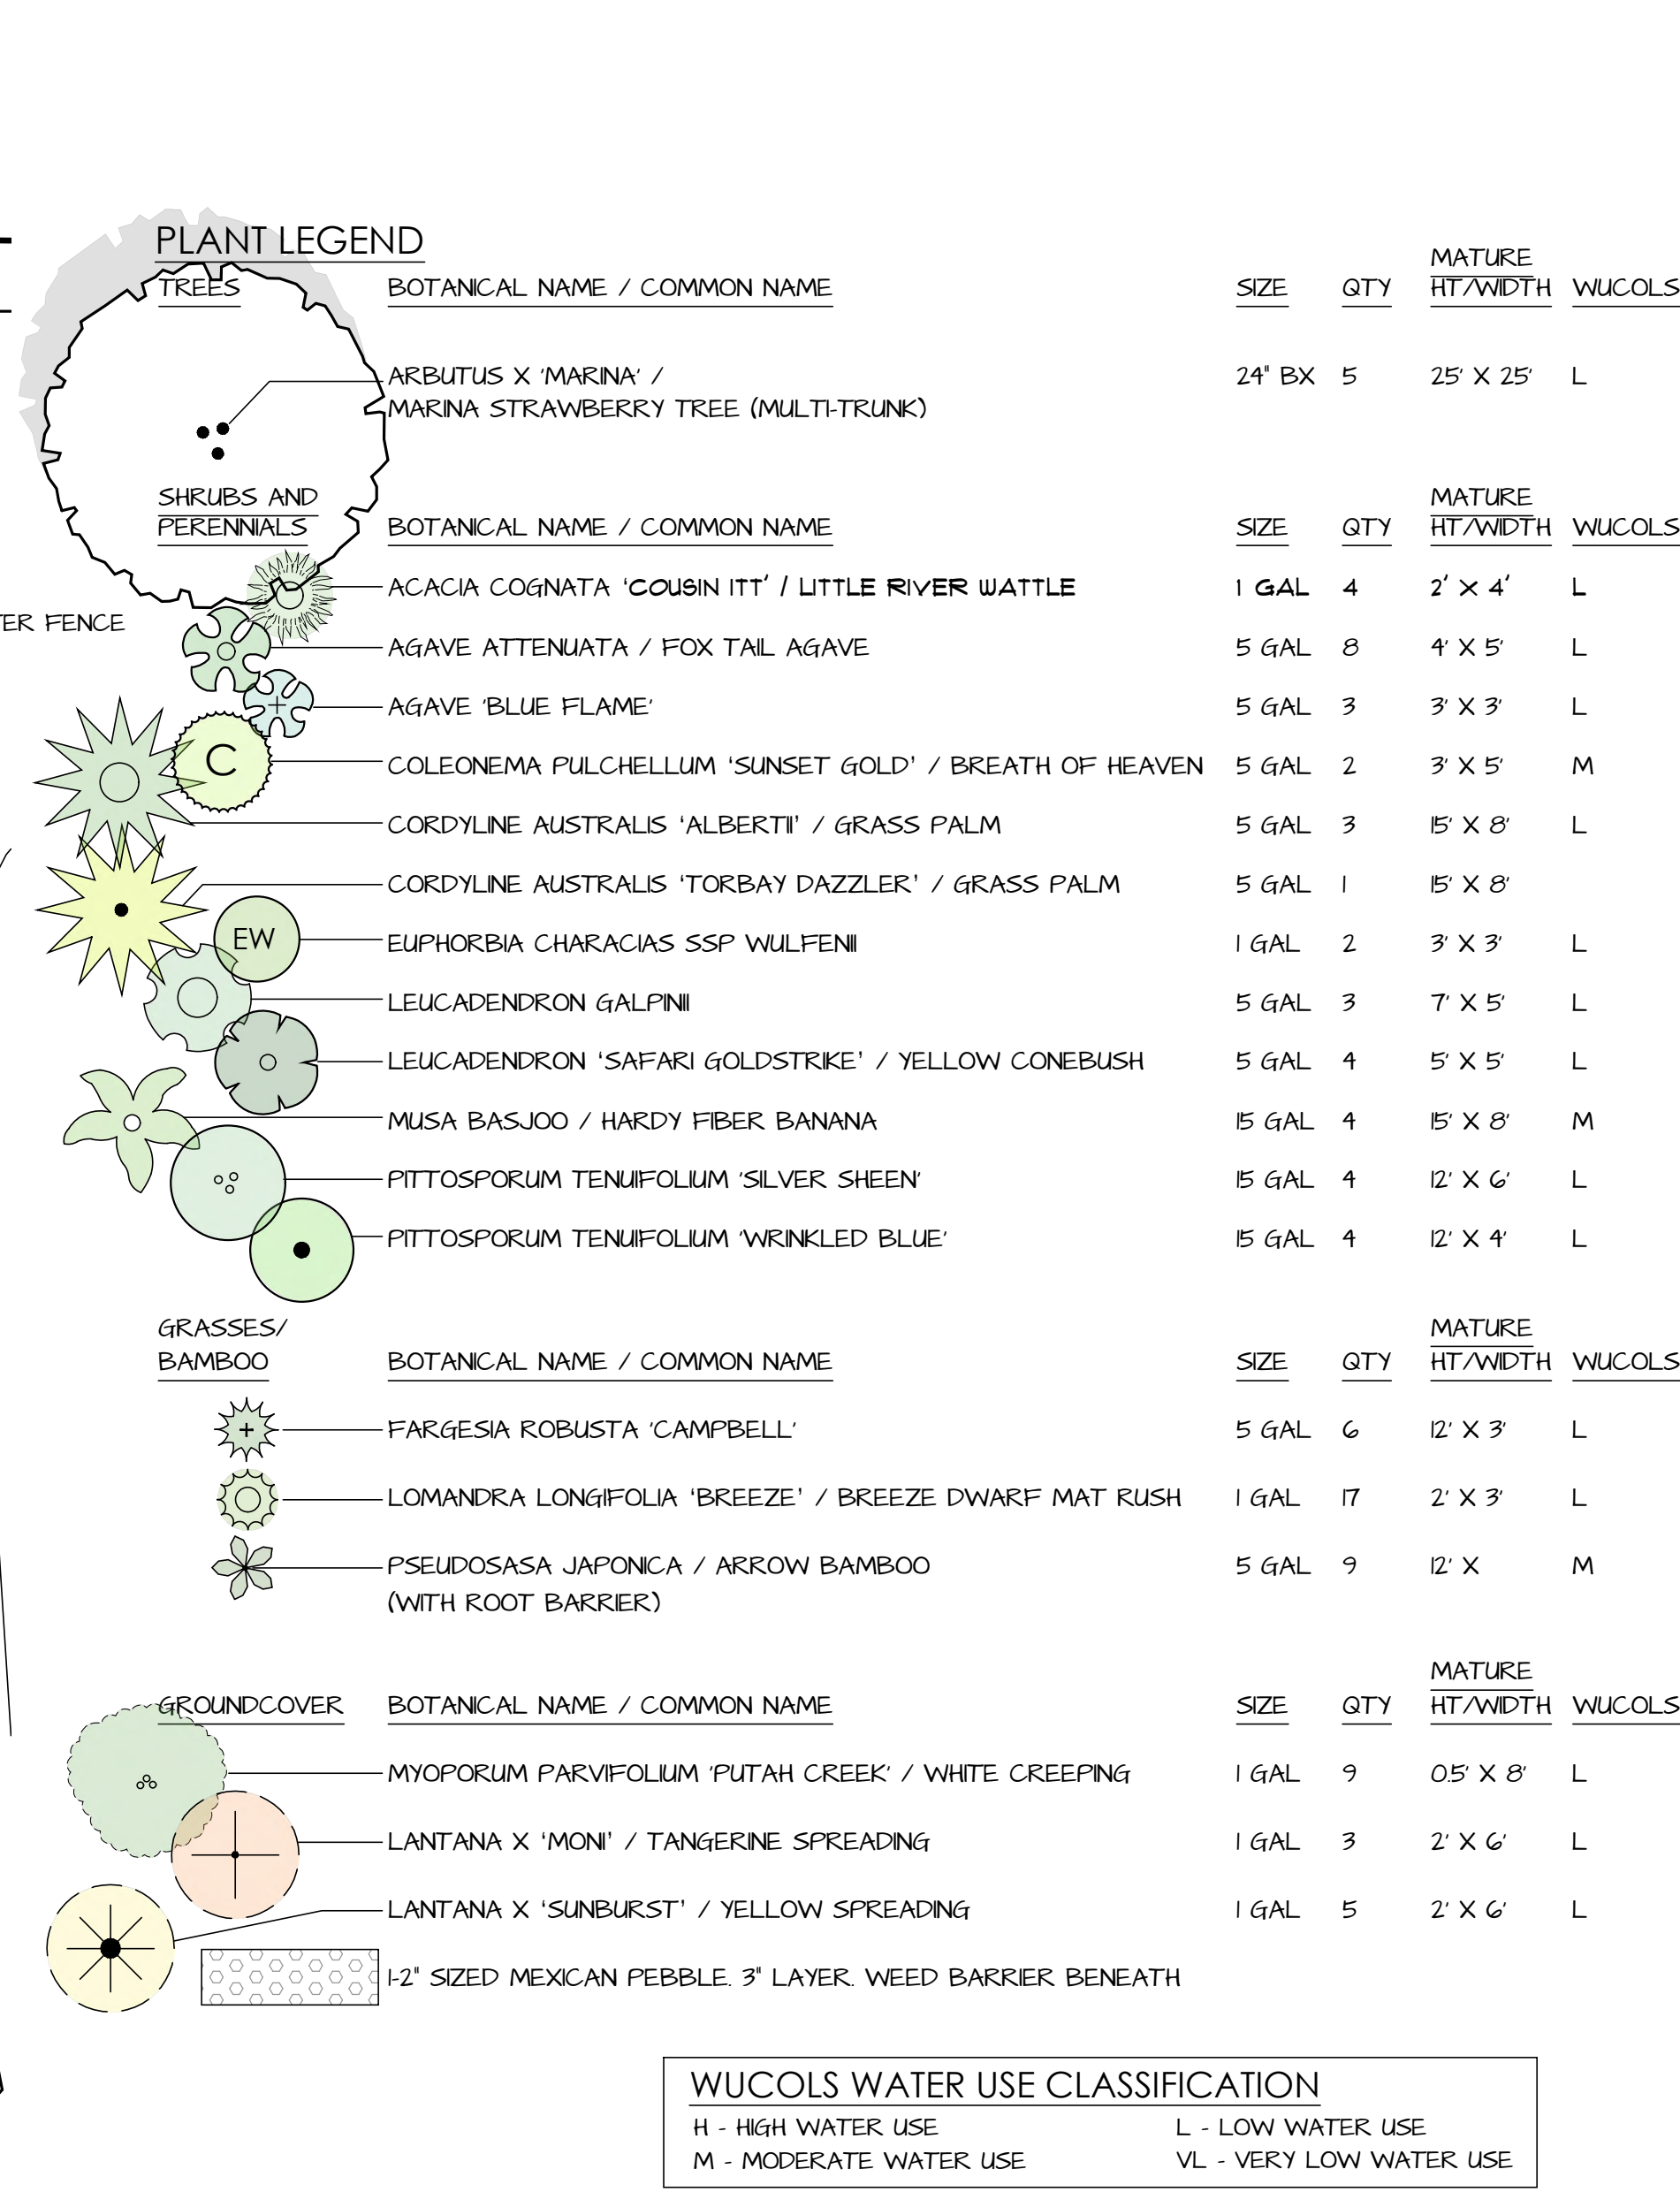 PLANT LEGEND
MATURE
TREES BOTANICAL NAME / COMMON NAME SIZE QTY HT/WIDTH WUCOLS
ARBUTUS X 'MARINA' / 24" BX 5 25' X 25' L
MARINA STRAWBERRY TREE (MULTI-TRUNK)
SHRUBS AND MATURE
PERENNIALS BOTANICAL NAME / COMMON NAME SIZE QTY HT/WIDTH WUCOLS
ACACIA COGNATA 'COUSIN ITT' / LITTLE RIVER WATTLE 1 GAL 4 2' X 4' L
FENCE
AGAVE ATTENUATA / FOX TAIL AGAVE 5 GAL 8 4' X 5' L
AGAVE 'BLUE FLAME' 5 GAL 3 3' X 3' L
C COLEONEMA PULCHELLUM 'SUNSET GOLD' / BREATH OF HEAVEN 5 GAL 2 3' X 5' M
CORDYLINE AUSTRALIS 'ALBERTII' / GRASS PALM 5 GAL 3 15' X 8' L
CORDYLINE AUSTRALIS 'TORBAY DAZZLER' / GRASS PALM 5 GAL 1 15' X 8'
EW EUPHORBIA CHARACIAS SSP WULFENII 1 GAL 2 3' X 3' L
LEUCADENDRON GALPINII 5 GAL 3 7' X 5' L
LEUCADENDRON 'SAFARI GOLDSTRIKE' / YELLOW CONEBUSH 5 GAL 4 5' X 5' L
MUSA BASJOO / HARDY FIBER BANANA 15 GAL 4 15' X 8' M
PITTOSPORUM TENUIFOLIUM 'SILVER SHEEN' 15 GAL 4 12' X 6' L
PITTOSPORUM TENUIFOLIUM 'WRINKLED BLUE' 15 GAL 4 12' X 4' L
GRASSES/ MATURE
BAMBOO BOTANICAL NAME / COMMON NAME SIZE QTY HT/WIDTH WUCOLS
FARGESIA ROBUSTA 'CAMPBELL' 5 GAL 6 12' X 3' L
LOMANDRA LONGIFOLIA 'BREEZE' / BREEZE DWARF MAT RUSH 1 GAL 17 2' X 3' L
PSEUDOSASA JAPONICA / ARROW BAMBOO 5 GAL 9 12' X M
(WITH ROOT BARRIER)
MATURE
GROUNDCOVER BOTANICAL NAME / COMMON NAME SIZE QTY HT/WIDTH WUCOLS
MYOPORUM PARVIFOLIUM 'PUTAH CREEK' / WHITE CREEPING 1 GAL 9 0.5' X 8' L
LANTANA X 'MONI' / TANGERINE SPREADING 1 GAL 3 2' X 6' L
LANTANA X 'SUNBURST' / YELLOW SPREADING 1 GAL 5 2' X 6' L
1-2" SIZED MEXICAN PEBBLE. 3" LAYER. WEED BARRIER BENEATH
WUCOLS WATER USE CLASSIFICATION
H - HIGH WATER USE L - LOW WATER USE
M - MODERATE WATER USE VL - VERY LOW WATER USE